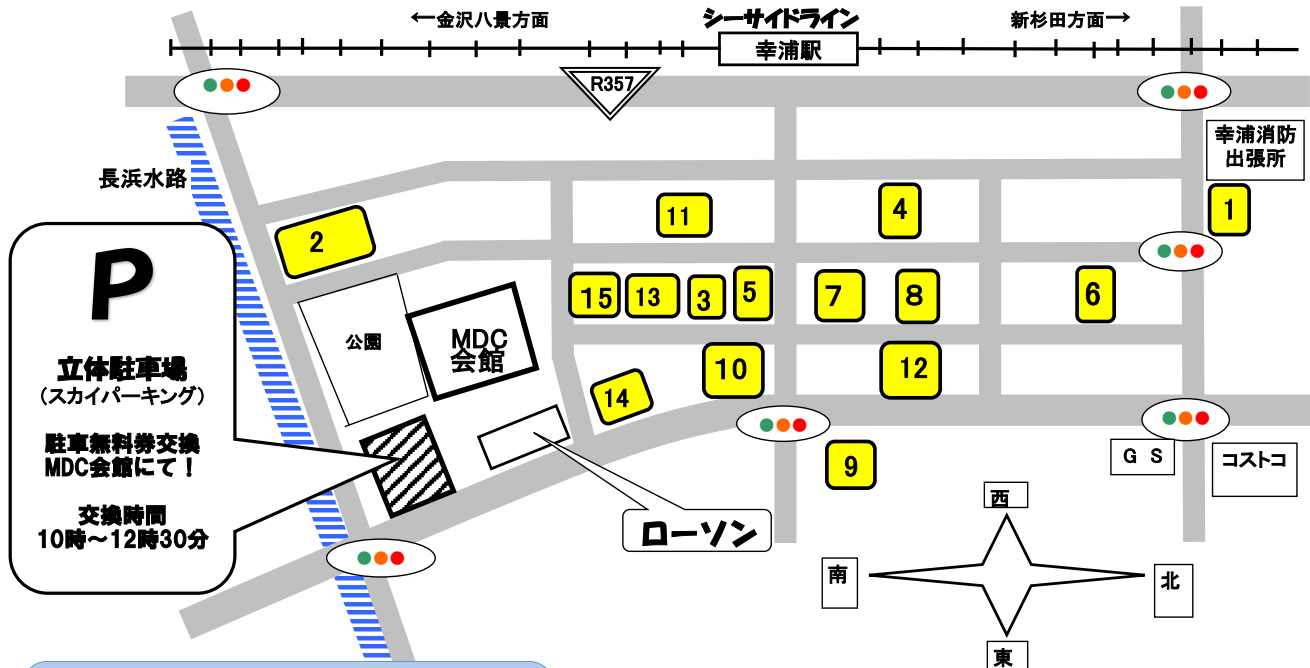 ←金沢八景方面
シーサイドライン
新杉田方面→
幸浦駅
R357
幸浦消防
出張所
長浜水路
1
2
11
4
P
立体駐車場
(スカイパーキング)
駐車無料券交換
MDC会館にて！
交換時間
10時～12時30分
公園
MDC
会館
15
13
3
5
7
8
6
10
12
14
9
ＧＳ
コストコ
ローソン
西
南
北
東